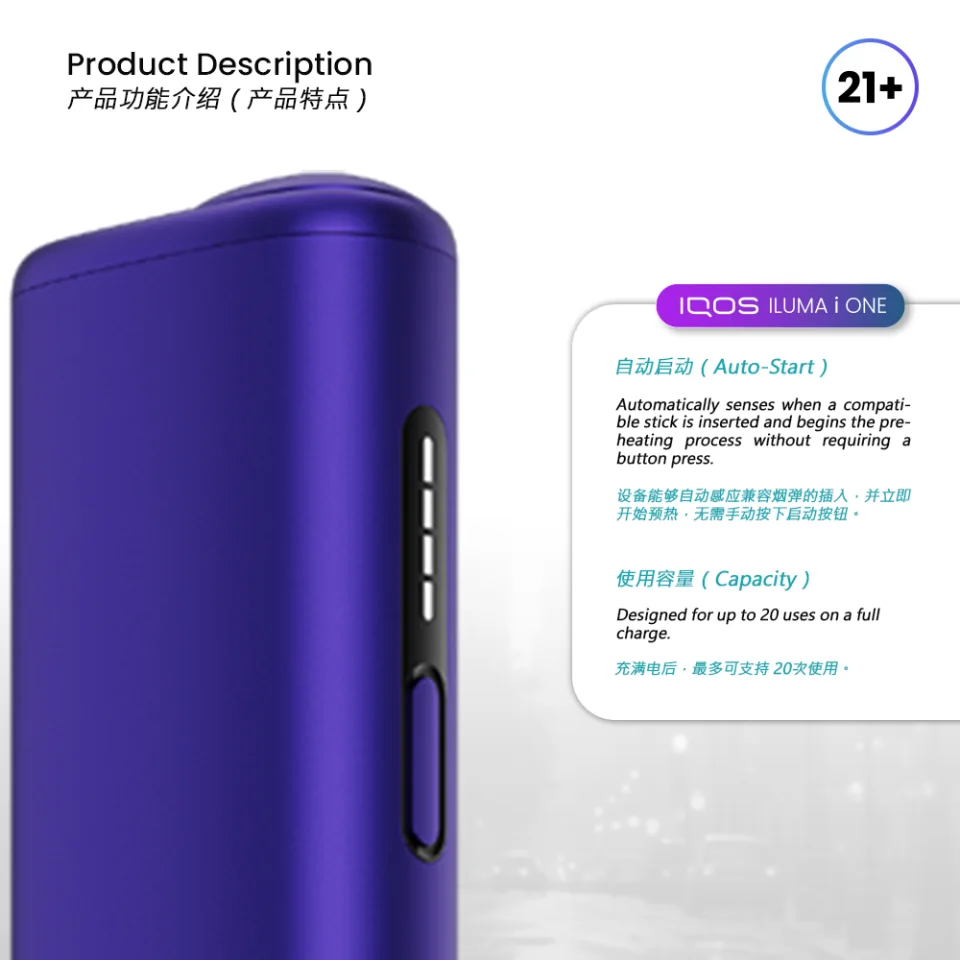 Product Description
产品功能介绍 ( 产品特点 )
21+
IQOS ILUMA i ONE
自动启动 ( Auto-Start )
Automatically senses when a compati-
ble stick is inserted and begins the pre-
heating process without requiring a
button press.
设备能够自动感应兼容烟弹的插入，并立即
开始预热，无需手动按下启动按钮。
使用容量 ( Capacity )
Designed for up to 20 uses on a full
charge.
充满电后，最多可支持 20次使用。